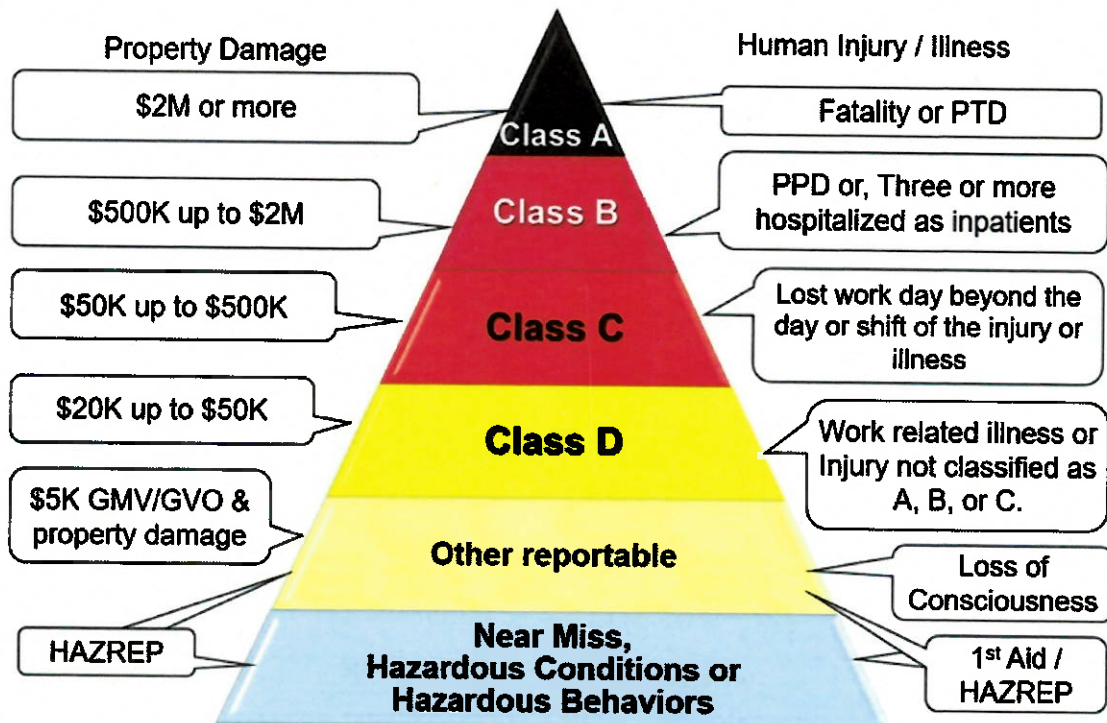 Property Damage
Human Injury / Illness
$2M or more
Class A
Fatality or PTD
$500K up to $2M
Class B
PPD or, Three or more
hospitalized as inpatients
$50K up to $500K
Class C
Lost work day beyond the
day or shift of the injury or
illness
$20K up to $50K
Class D
Work related illness or
Injury not classified as
A, B, or C.
$5K GMV/GVO &
property damage
Other reportable
Loss of
Consciousness
HAZREP
Near Miss,
Hazardous Conditions or
Hazardous Behaviors
1st Aid /
HAZREP